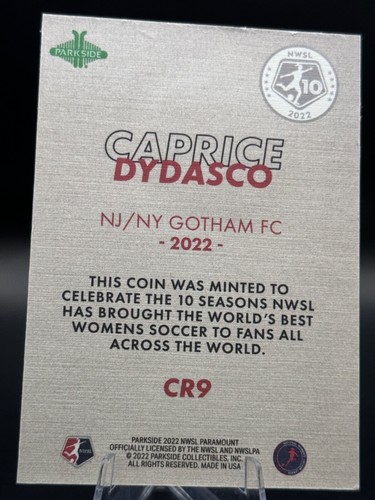 PARKSIDE
NWSL
10
2022
CAPRICE
DYDASCO
NJ/NY GOTHAM FC
- 2022 -
THIS COIN WAS MINTED TO
CELEBRATE THE 10 SEASONS NWSL
HAS BROUGHT THE WORLD'S BEST
WOMENS SOCCER TO FANS ALL
ACROSS THE WORLD.
CR9
PARKSIDE 2022 NWSL PARAMOUNT
OFFICIALLY LICENSED BY THE NWSL AND NWSLPA
© 2022 PARKSIDE COLLECTIBLES, INC.
ALL RIGHTS RESERVED. MADE IN USA